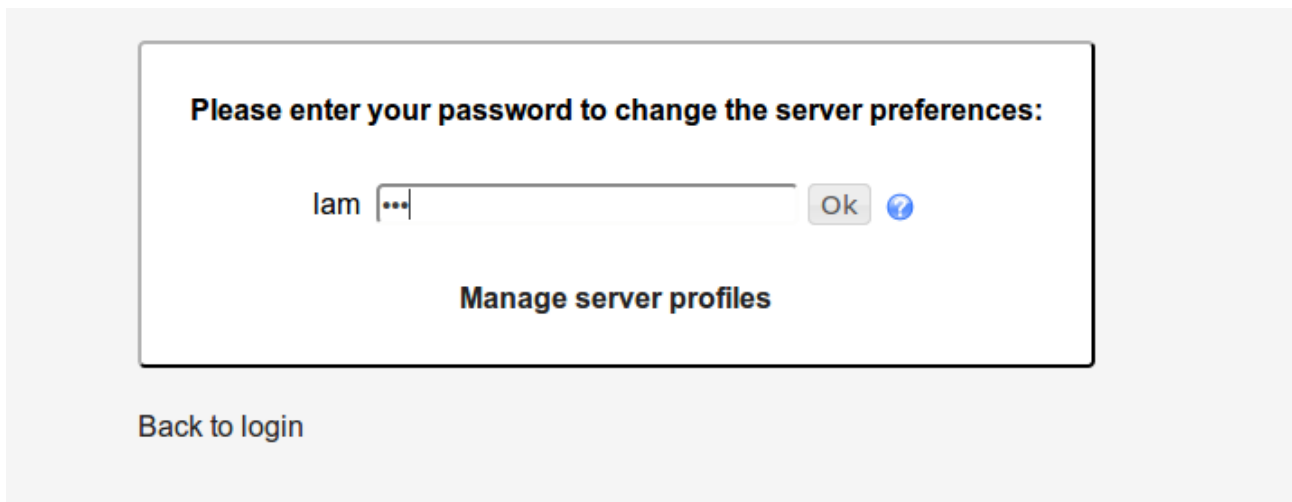 Please enter your password to change the server preferences:
lam ••• Ok ?
Manage server profiles
Back to login